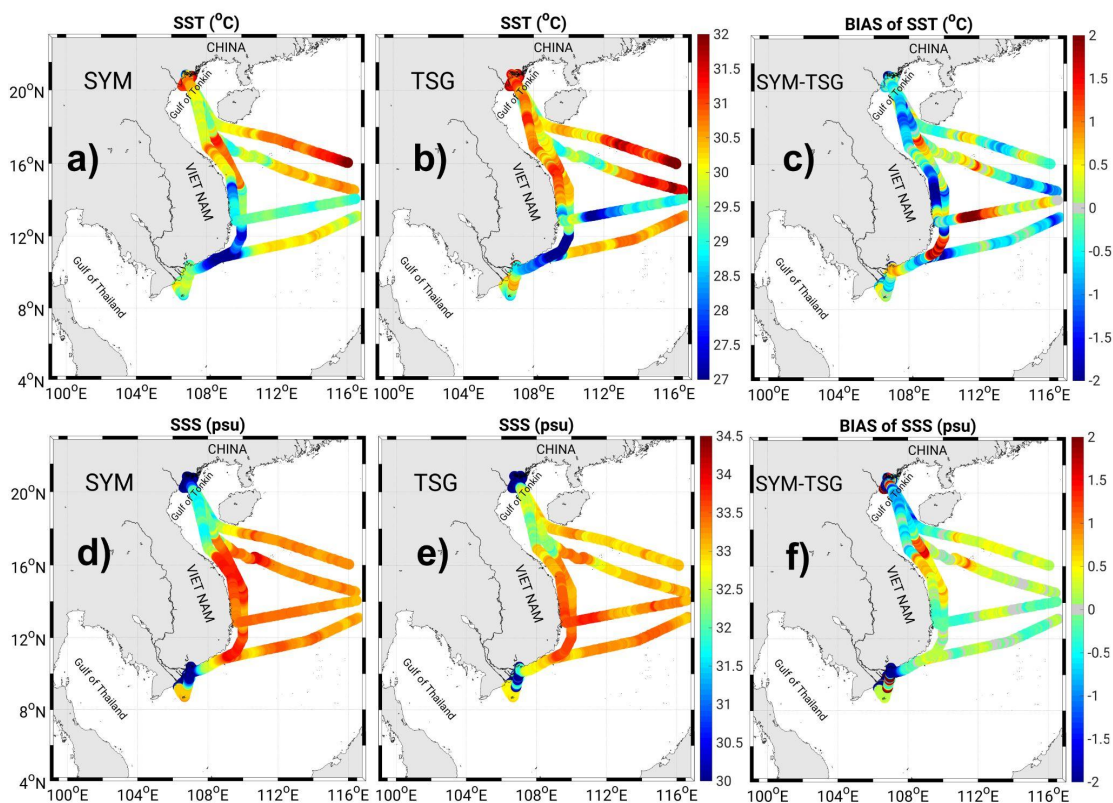 SST (°C)
SST (°C)
BIAS of SST (°C)
CHINA
SYM
Gulf of Tonkin
a)
VIET NAM
Gulf of Thailand
20°N
16°N
12°N
8°N
4°N
100°E 104°E 108°E 112°E 116°E
CHINA
TSG
Gulf of Tonkin
b)
VIET NAM
Gulf of Thailand
100°E 104°E 108°E 112°E 116°E
32
31.5
31
30.5
30
29.5
29
28.5
28
27.5
27
CHINA
SYM-TSG
Gulf of Tonkin
c)
VIET NAM
Gulf of Thailand
100°E 104°E 108°E 112°E 116°E
2
1.5
1
0.5
0
-0.5
-1
-1.5
-2
SSS (psu)
SSS (psu)
BIAS of SSS (psu)
CHINA
SYM
Gulf of Tonkin
d)
VIET NAM
Gulf of Thailand
20°N
16°N
12°N
8°N
4°N
100°E 104°E 108°E 112°E 116°E
CHINA
TSG
Gulf of Tonkin
e)
VIET NAM
Gulf of Thailand
100°E 104°E 108°E 112°E 116°E
34.5
34
33.5
33
32.5
32
31.5
31
30.5
30
CHINA
SYM-TSG
Gulf of Tonkin
f)
VIET NAM
Gulf of Thailand
100°E 104°E 108°E 112°E 116°E
2
1.5
1
0.5
0
-0.5
-1
-1.5
-2